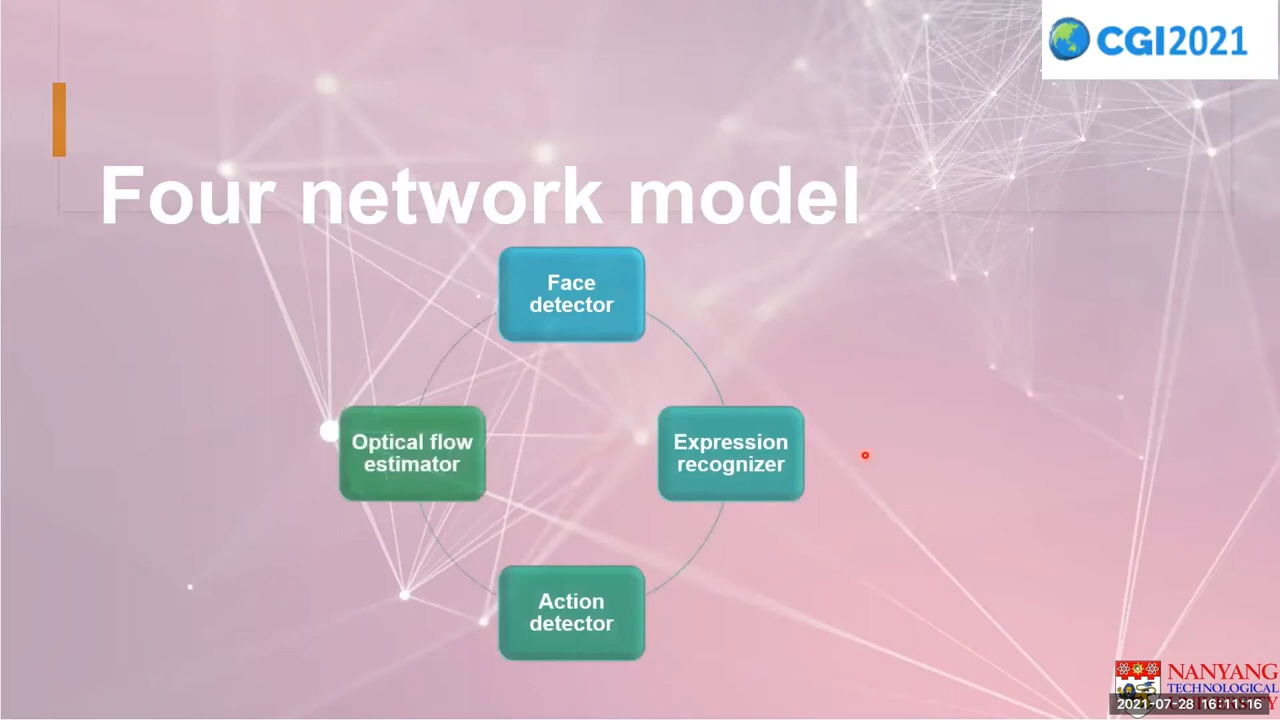 CGI2021
Four network model
Face
detector
Optical flow
estimator
Expression
recognizer
Action
detector
NANYANG
TECHNOLOGICAL
2021-07-28 16:11:16